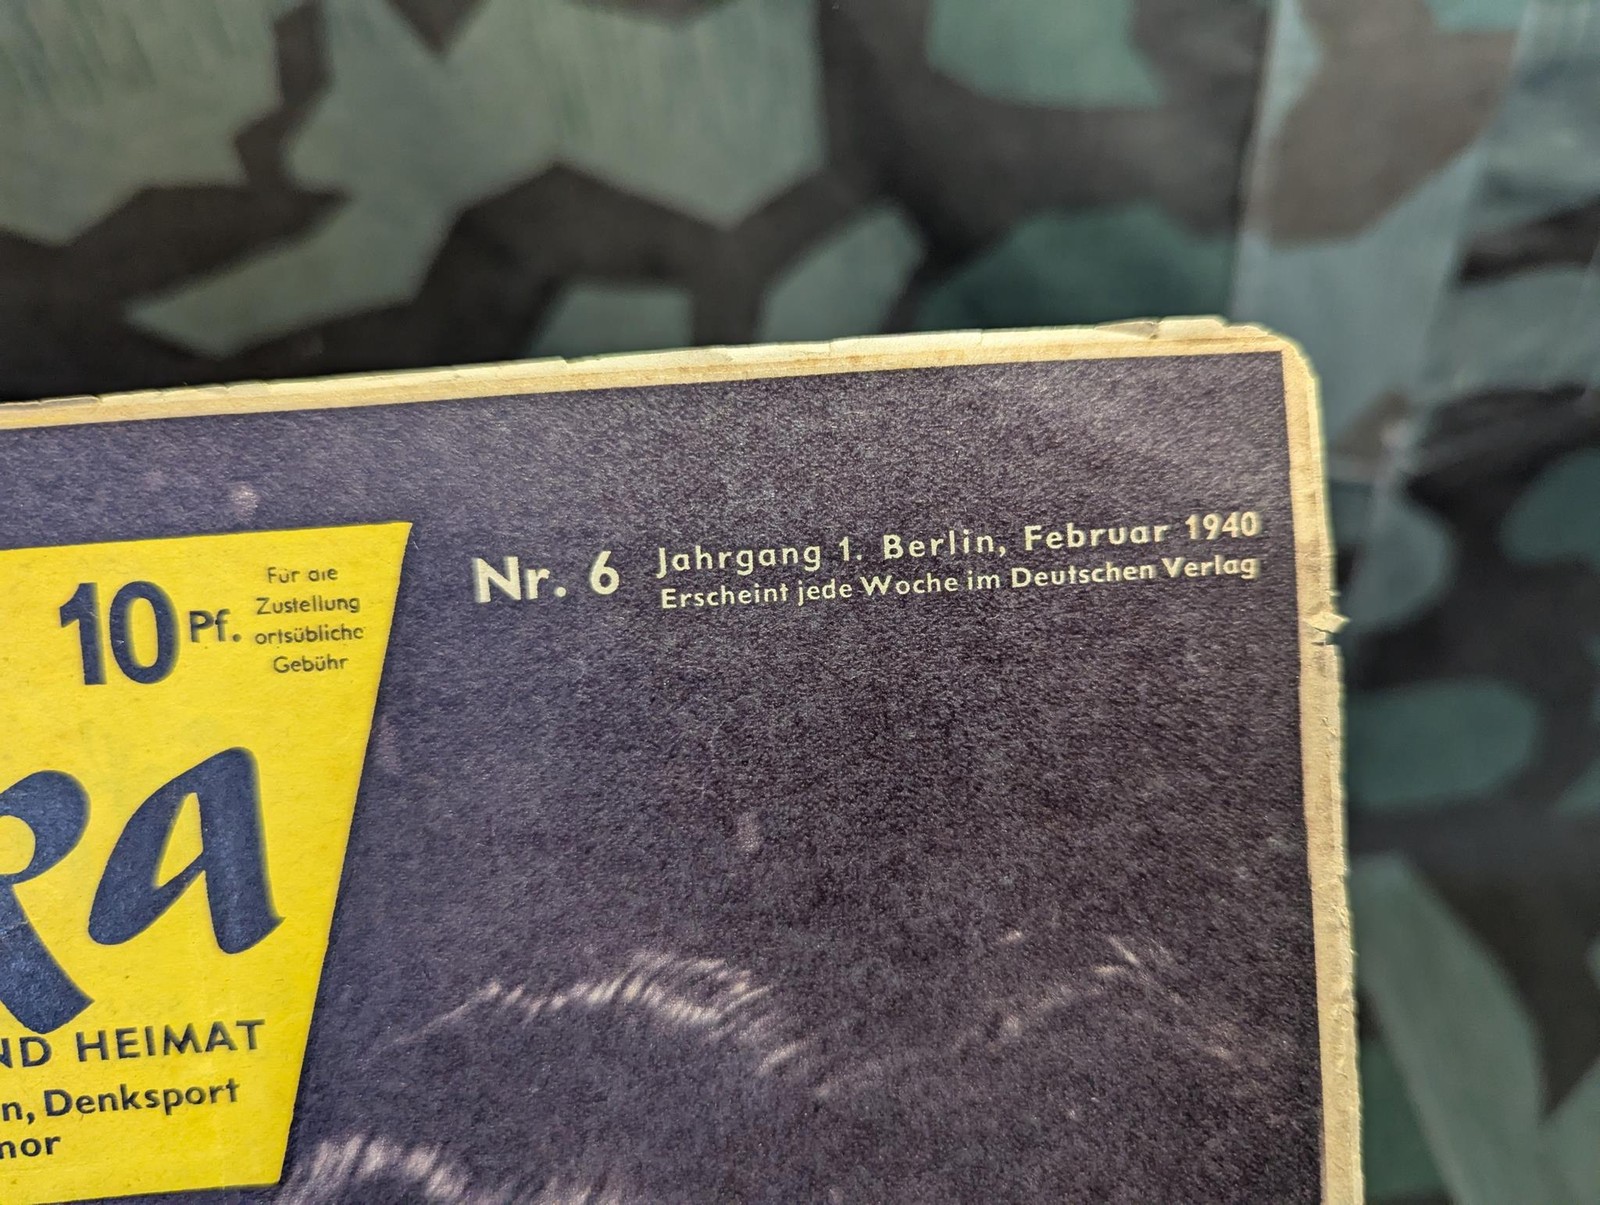 Nr. 6
Jahrgang 1. Berlin, Februar 1940
Erscheint jede Woche im Deutschen Verlag
10 Pf.
Für die
Zustellung
ortsübliche
Gebühr
ra
ND HEIMAT
n, Denksport
mor